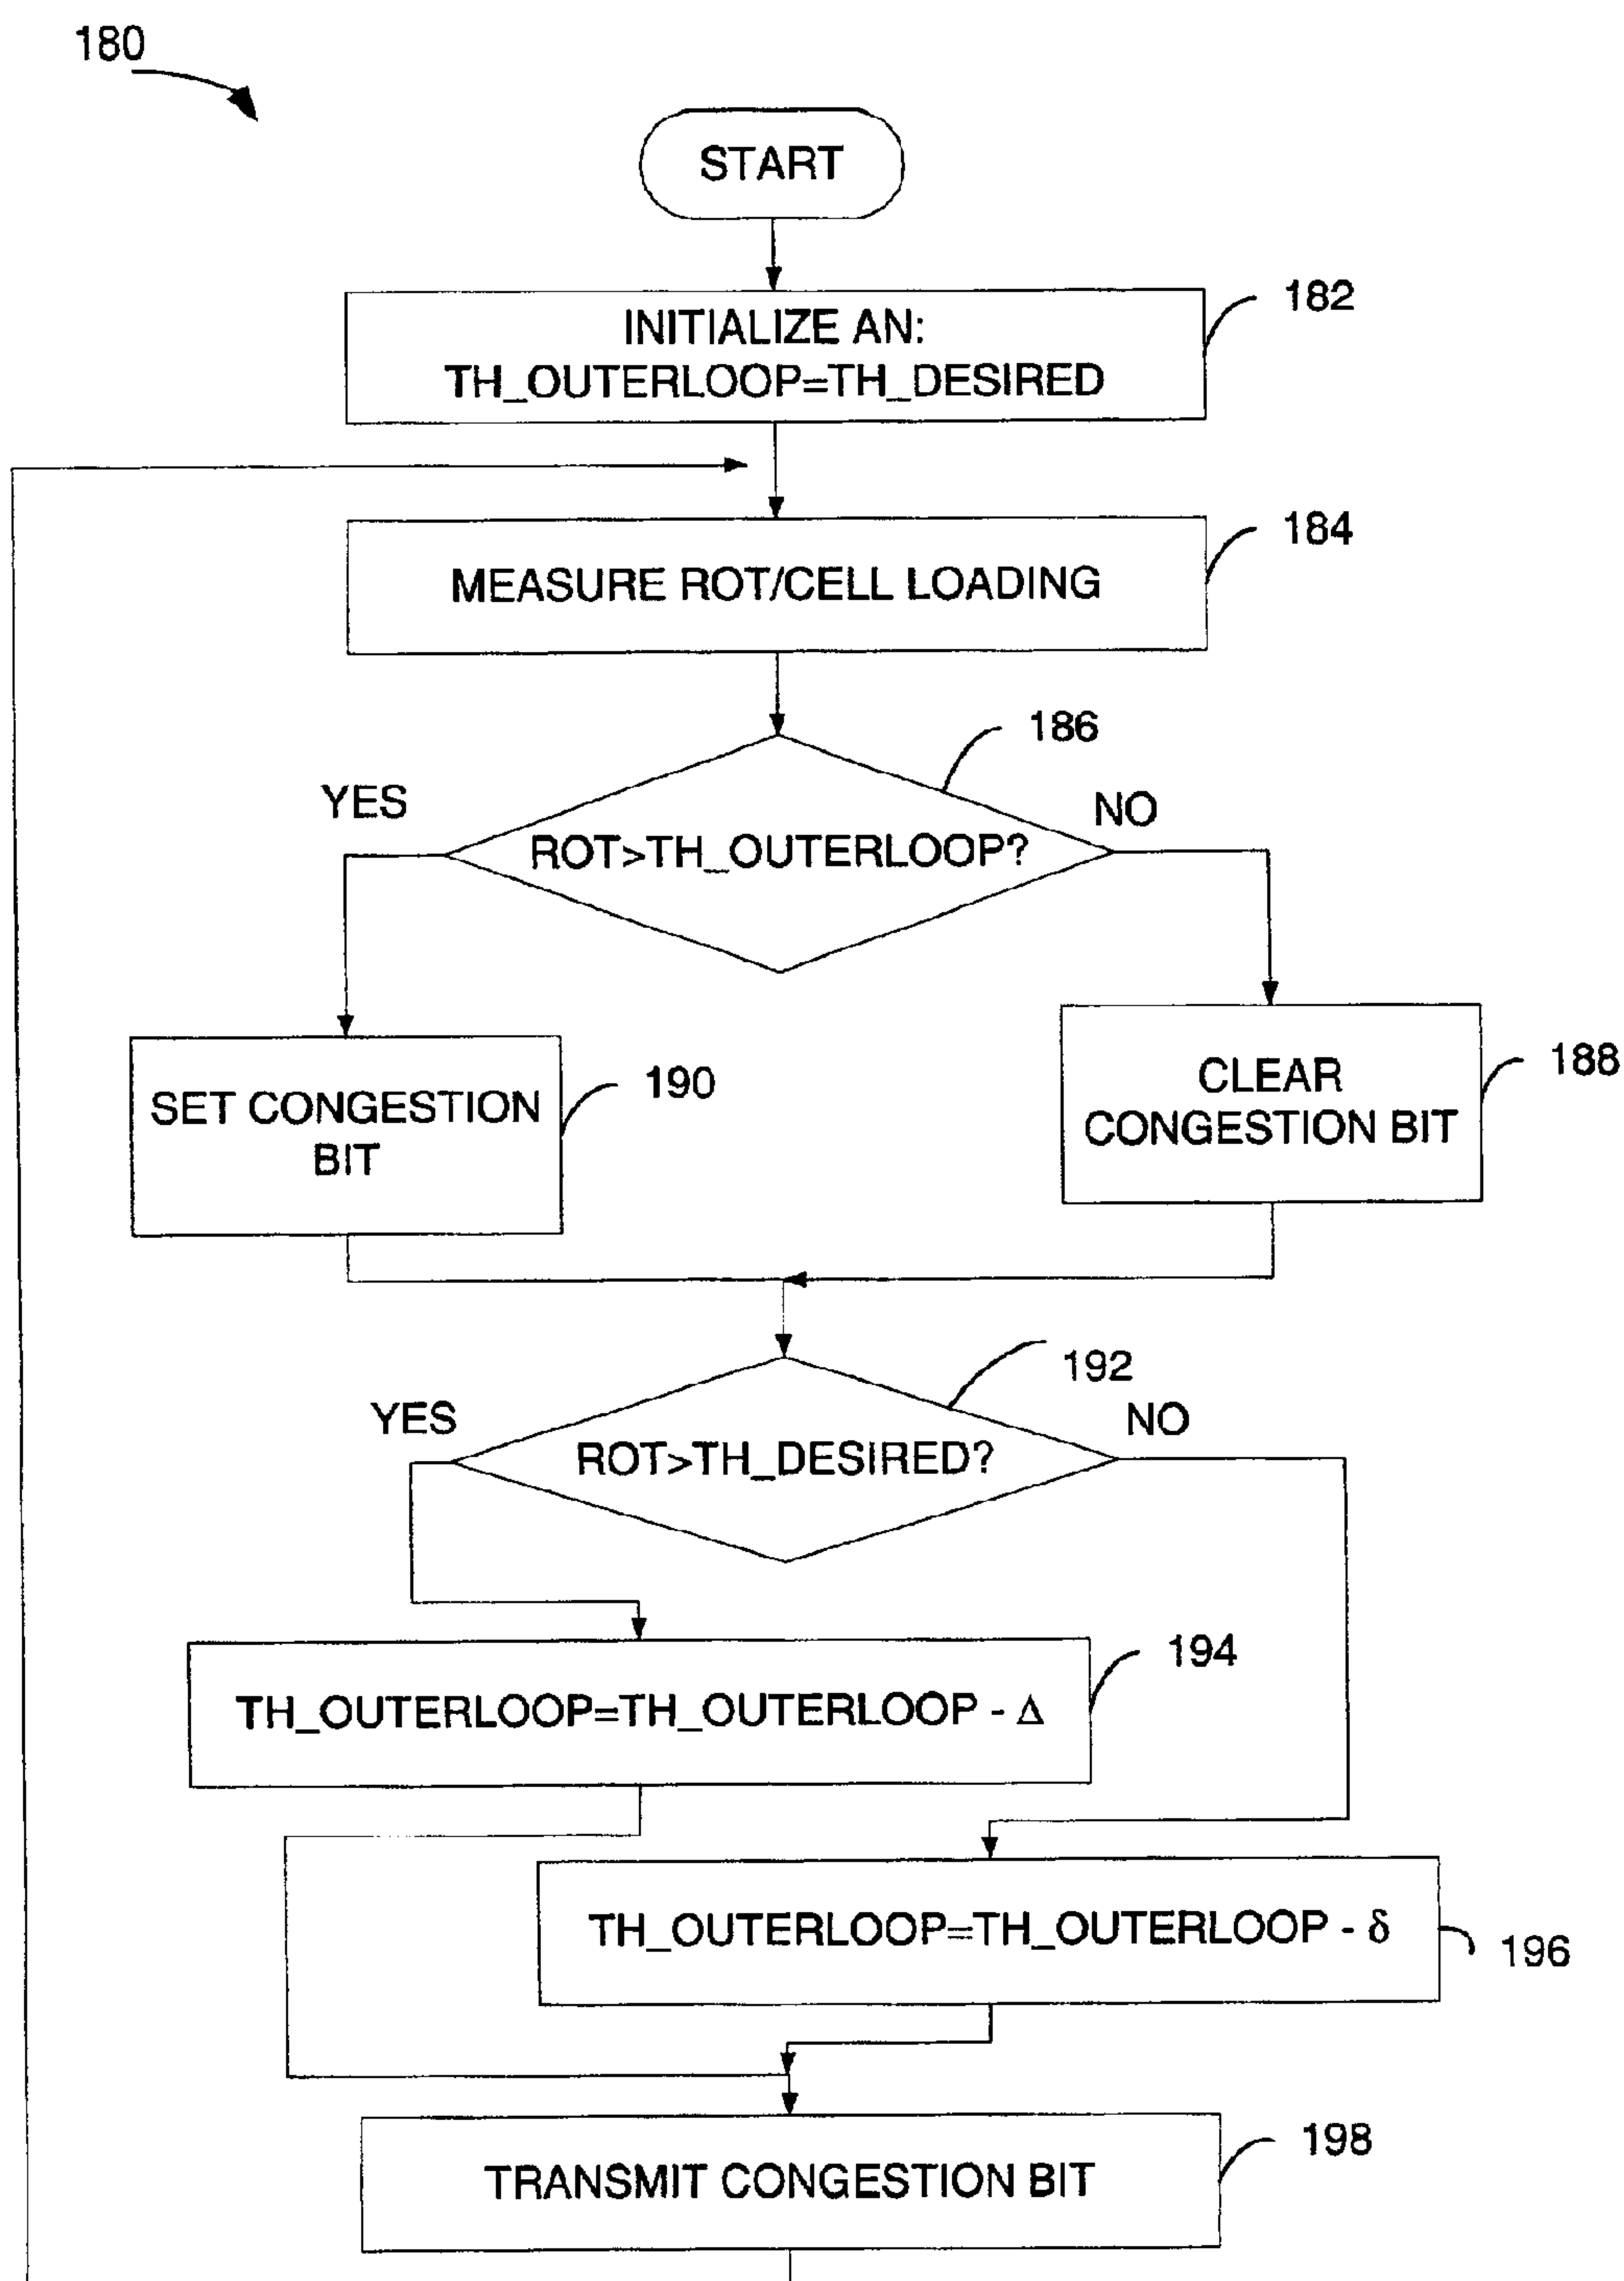 180
START
INITIALIZE AN:
TH_OUTERLOOP=TH_DESIRED
182
MEASURE ROT/CELL LOADING
184
ROT>TH_OUTERLOOP?
186
YES
NO
SET CONGESTION
BIT
190
CLEAR
CONGESTION BIT
188
ROT>TH_DESIRED?
192
YES
NO
TH_OUTERLOOP=TH_OUTERLOOP - Δ
194
TH_OUTERLOOP=TH_OUTERLOOP - δ
196
TRANSMIT CONGESTION BIT
198